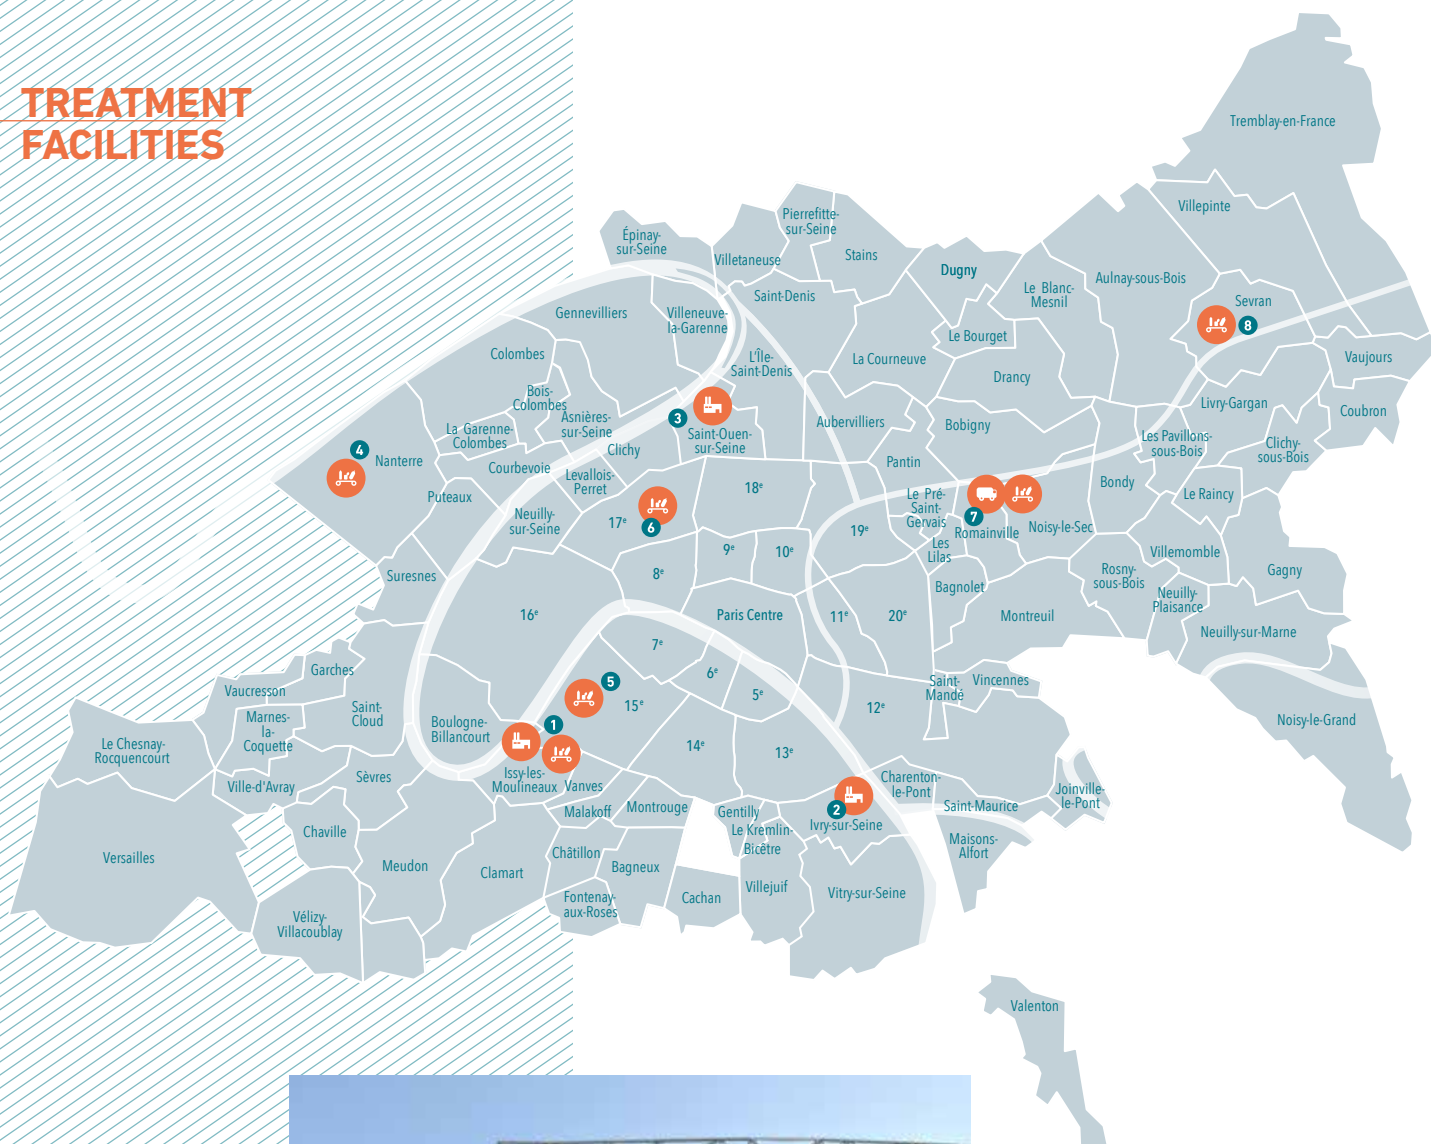 TREATMENT
FACILITIES
Tremblay-en-France
Villepinte
Pierrefitte-
sur-Seine
Épinay-
sur-Seine
Villetaneuse
Stains
Dugny
Aulnay-sous-Bois
Le Blanc-
Mesnil
Saint-Denis
Sevran
8
Gennevilliers
Villeneuve-
la-Garenne
Le Bourget
Colombes
L'Île-
Saint-Denis
La Courneuve
Vaujours
Drancy
Bois-
Colombes
Livry-Gargan
Coubron
Asnières-
sur-Seine
3
Aubervilliers
Bobigny
La Garenne-
Colombes
Saint-Ouen-
sur-Seine
Les Pavillons-
sous-Bois
Clichy-
sous-Bois
4
Clichy
Nanterre
Courbevoie
Pantin
Levallois-
Perret
Bondy
18e
Puteaux
Le Pré-
Saint-
Gervais
Le Raincy
Neuilly-
sur-Seine
17e
6
7
19e
Romainville
Noisy-le-Sec
Les
Lilas
9e
10e
Villemomble
8e
Suresnes
Rosny-
sous-Bois
Gagny
Bagnolet
Neuilly-
Plaisance
16e
Paris Centre
11e
20e
Montreuil
Neuilly-sur-Marne
7e
Garches
6e
5
Saint-
Mandé
Vincennes
Vaucresson
5e
15e
12e
Saint-
Cloud
Marnes-
la-
Coquette
Boulogne-
Billancourt
1
Noisy-le-Grand
Le Chesnay-
Rocquencourt
14e
13e
Issy-les-
Moulineaux
Vanves
Sèvres
Ville-d'Avray
Charenton-
le-Pont
Joinville-
le-Pont
Malakoff
Montrouge
Gentilly
2
Saint-Maurice
Ivry-sur-Seine
Chaville
Le Kremlin-
Bicêtre
Maisons-
Alfort
Versailles
Meudon
Clamart
Châtillon
Bagneux
Villejuif
Vitry-sur-Seine
Fontenay-
aux-Roses
Cachan
Vélizy-
Villacoublay
Valenton